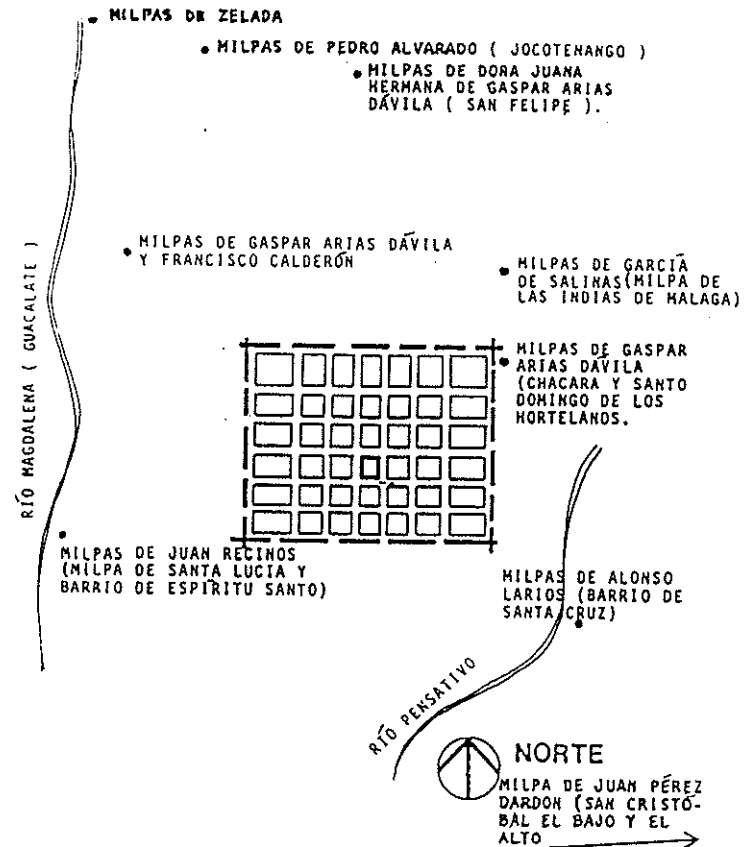 MILPAS DE ZELADA
MILPAS DE PEDRO ALVARADO ( JOCOTENANGO )
MILPAS DE DOÑA JUANA
HERMANA DE GASPAR ARIAS
DÁVILA ( SAN FELIPE ).
RÍO MAGDALENA ( GUACALATE )
MILPAS DE GASPAR ARIAS DÁVILA
Y FRANCISCO CALDERÓN
MILPAS DE GARCIÁ
DE SALINAS(MILPA DE
LAS INDIAS DE MALAGA)
MILPAS DE GASPAR
ARIAS DÁVILA
(CHACARA Y SANTO
DOMINGO DE LOS
HORTELANOS.
MILPAS DE JUAN RECINOS
(MILPA DE SANTA LUCIA Y
BARRIO DE ESPÍRITU SANTO)
MILPAS DE ALONSO
LARIOS (BARRIO DE
SANTA CRUZ)
RÍO PENSATIVO
NORTE
MILPA DE JUAN PÉREZ
DARDON (SAN CRISTÓ-
BAL EL BAJO Y EL
ALTO